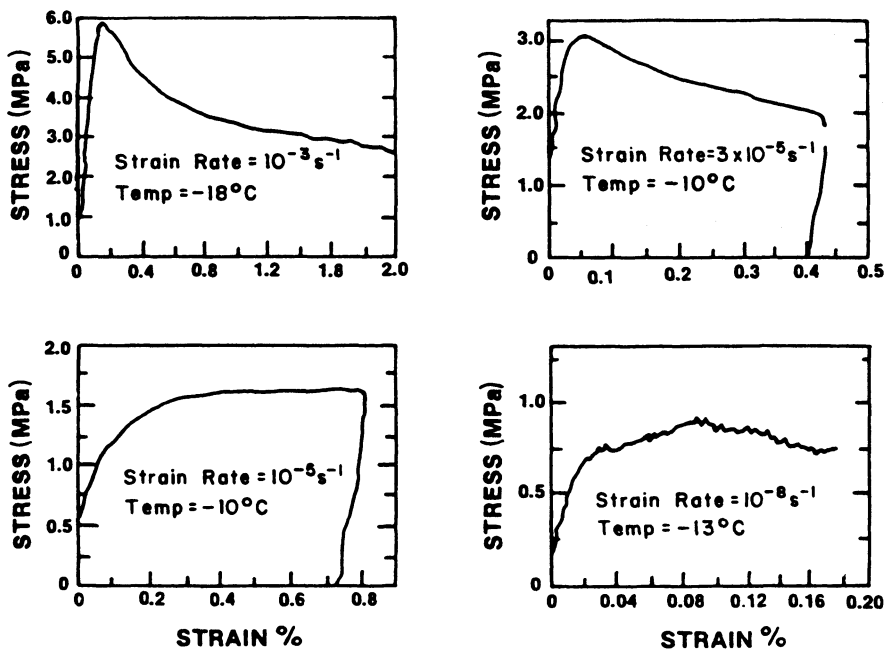 6.0
5.0
4.0
3.0
2.0
1.0
0
STRESS (MPa)
Strain Rate = 10⁻³s⁻¹
Temp = -18°C
0 0.4 0.8 1.2 1.6 2.0
3.0
2.0
1.0
0
STRESS (MPa)
Strain Rate=3x10⁻⁵s⁻¹
Temp = -10°C
0 0.1 0.2 0.3 0.4 0.5
2.0
1.5
1.0
0.5
0
STRESS (MPa)
Strain Rate = 10⁻⁵s⁻¹
Temp = -10°C
0 0.2 0.4 0.6 0.8
STRAIN %
1.0
0.5
0
STRESS (MPa)
Strain Rate = 10⁻⁸s⁻¹
Temp = -13°C
0 0.04 0.08 0.12 0.16 0.20
STRAIN %